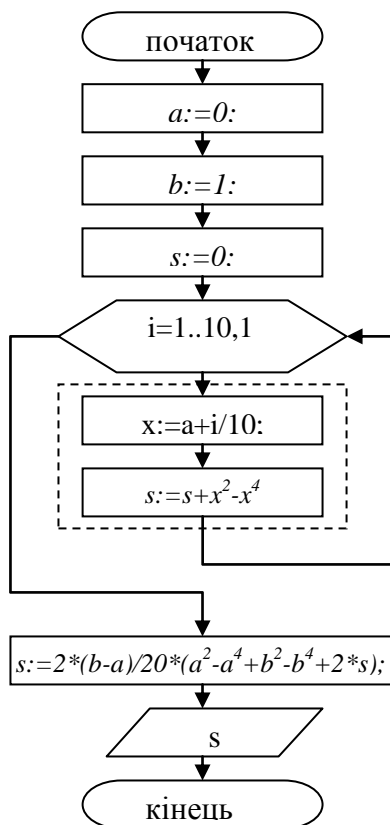 початок
a:=0:
b:=1:
s:=0:
i=1..10,1
x:=a+i/10:
s:=s+x²-x⁴
s:=2*(b-a)/20*(a²-a⁴+b²-b⁴+2*s);
s
кінець